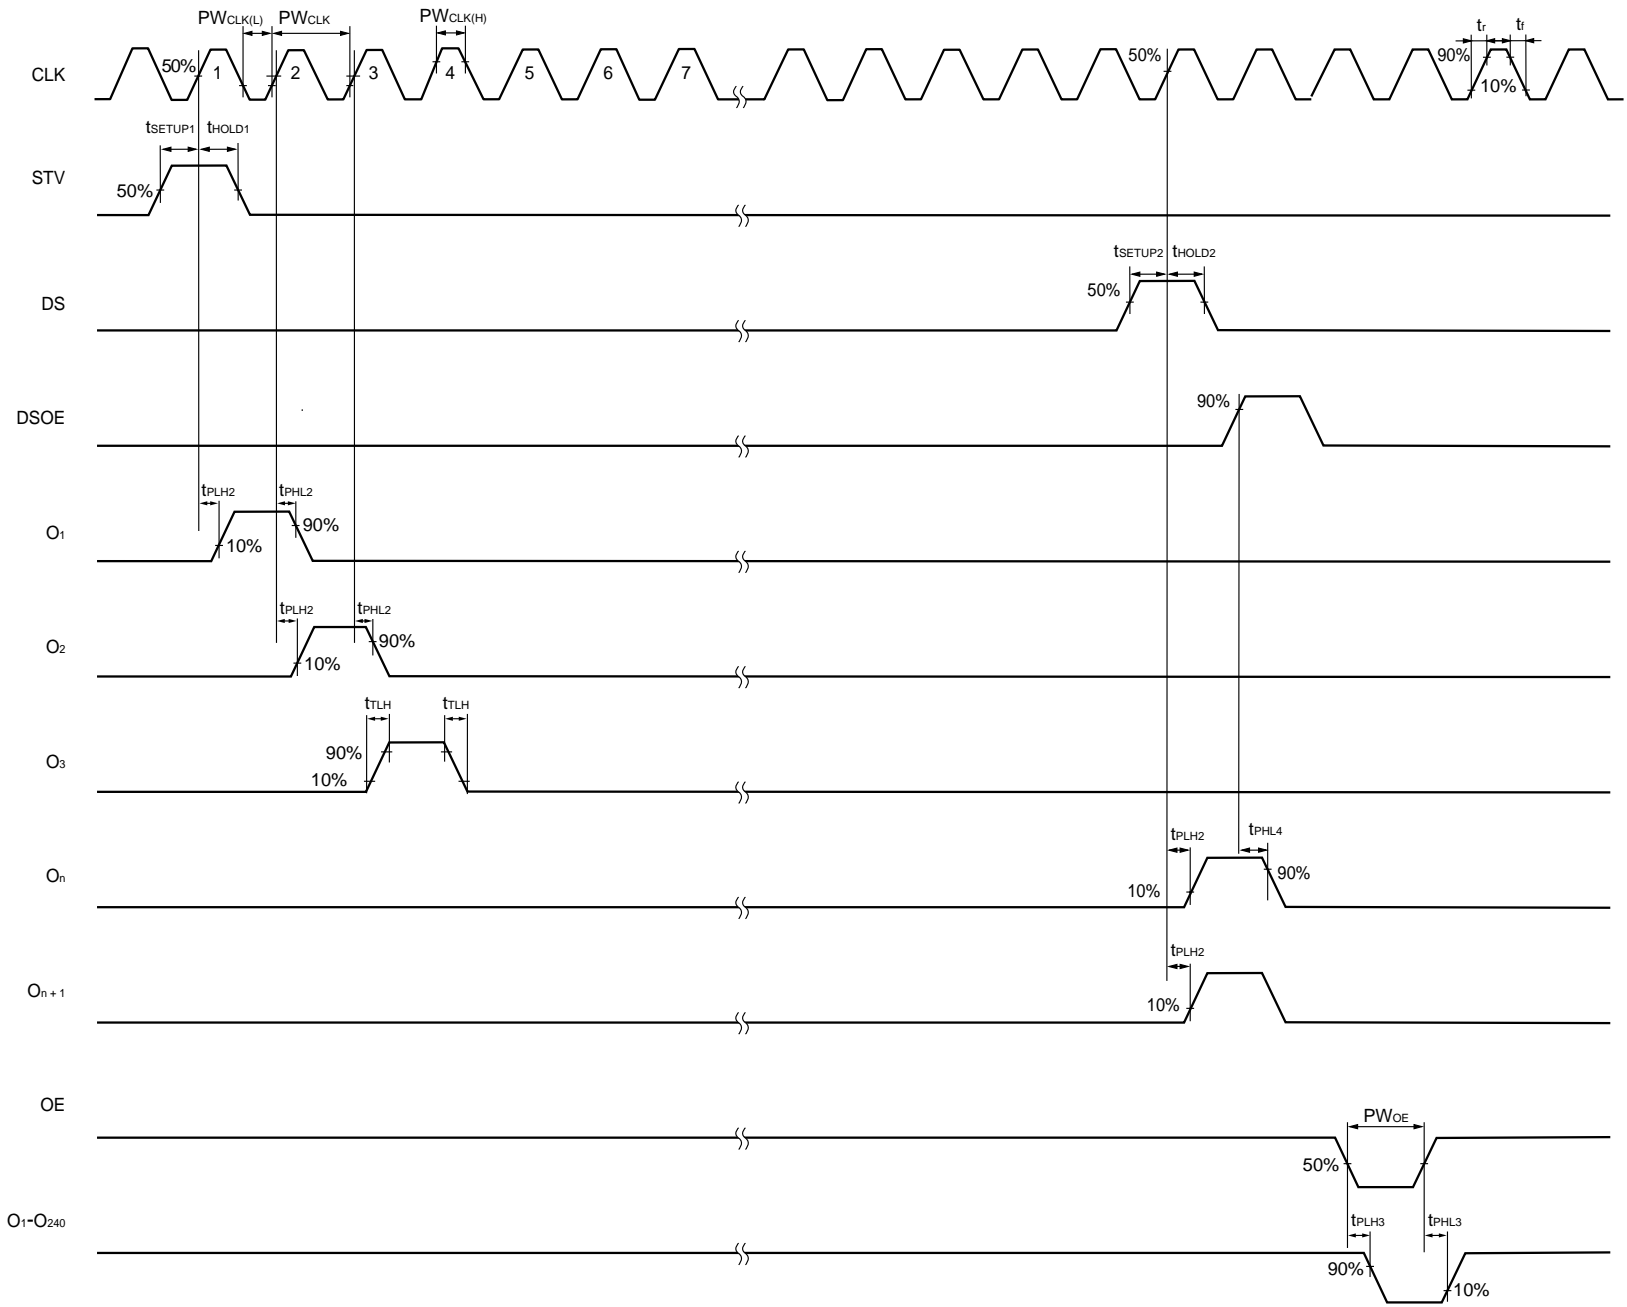 PWCLK(L) PWCLK PWCLK(H) tr tf
CLK 50% 1 2 3 4 5 6 7 50% 90% 10%
tSETUP1 tHOLD1
STV 50%
tSETUP2 tHOLD2
DS 50%
DSOE 90%
tPLH2 tPHL2
O1 10% 90%
tPLH2 tPHL2
O2 10% 90%
tTLH tTLH
O3 90%
10%
tPLH2 tPHL4
On 10% 90%
tPLH2
On + 1 10%
OE PWOE
50%
O1-O240 tPLH3 tPHL3
90% 10%